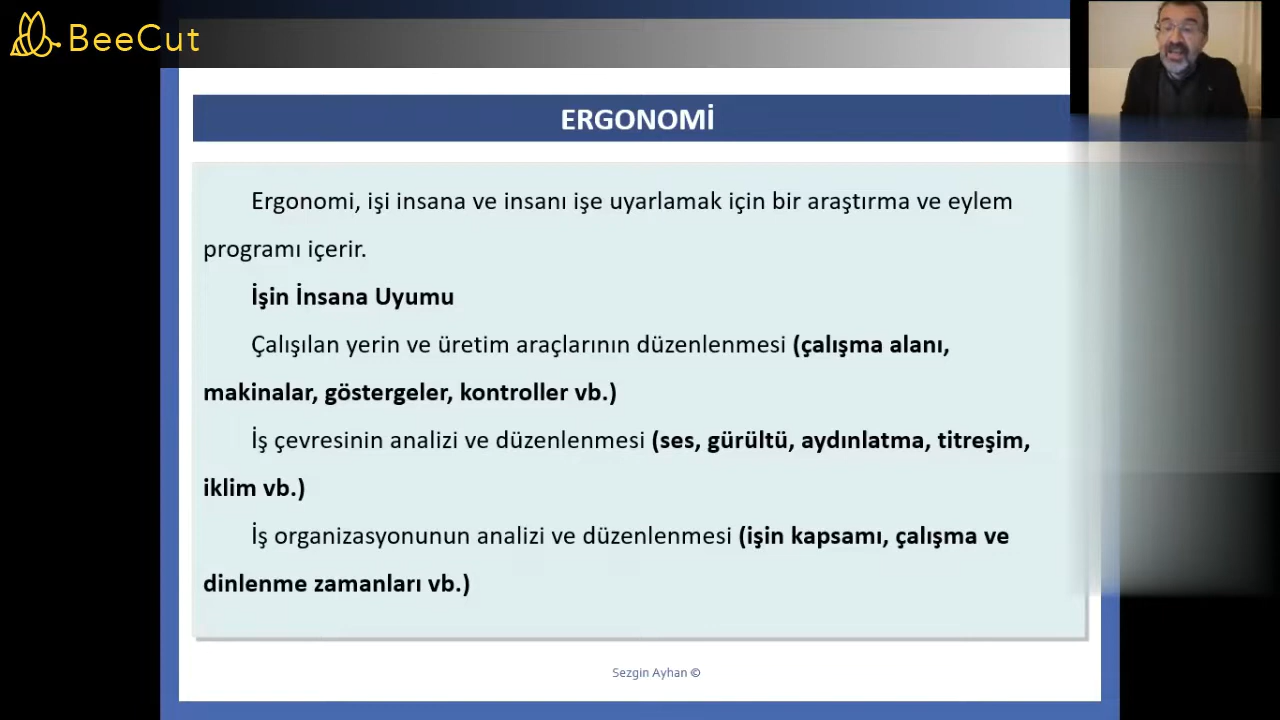 BeeCut
ERGONOMİ
Ergonomi, işi insana ve insanı işe uyarlamak için bir araştırma ve eylem
programı içerir.
İşin İnsana Uyumu
Çalışılan yerin ve üretim araçlarının düzenlenmesi (çalışma alanı,
makinalar, göstergeler, kontroller vb.)
İş çevresinin analizi ve düzenlenmesi (ses, gürültü, aydınlatma, titreşim,
iklim vb.)
İş organizasyonunun analizi ve düzenlenmesi (işin kapsamı, çalışma ve
dinlenme zamanları vb.)
Sezgin Ayhan ©